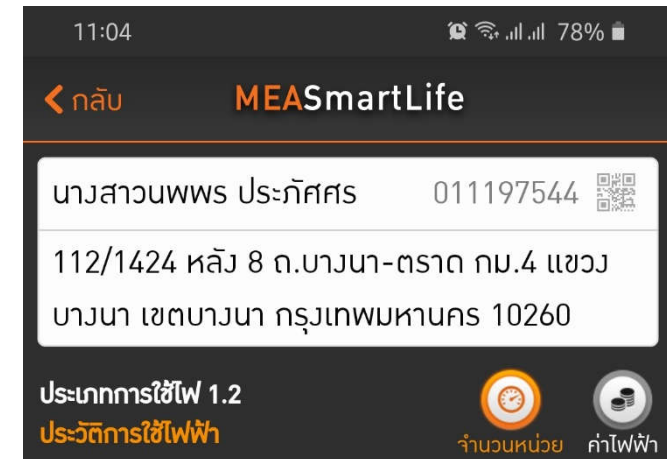 11:04 78%
กลับ MEASmartLife
นางสาวนพพร ประภัศศร 011197544
112/1424 หลัง 8 ถ.บางนา-ตราด กม.4 แขวง
บางนา เขตบางนา กรุงเทพมหานคร 10260
ประเภทการใช้ไฟ 1.2
ประวัติการใช้ไฟฟ้า
จำนวนหน่วย ค่าไฟฟ้า